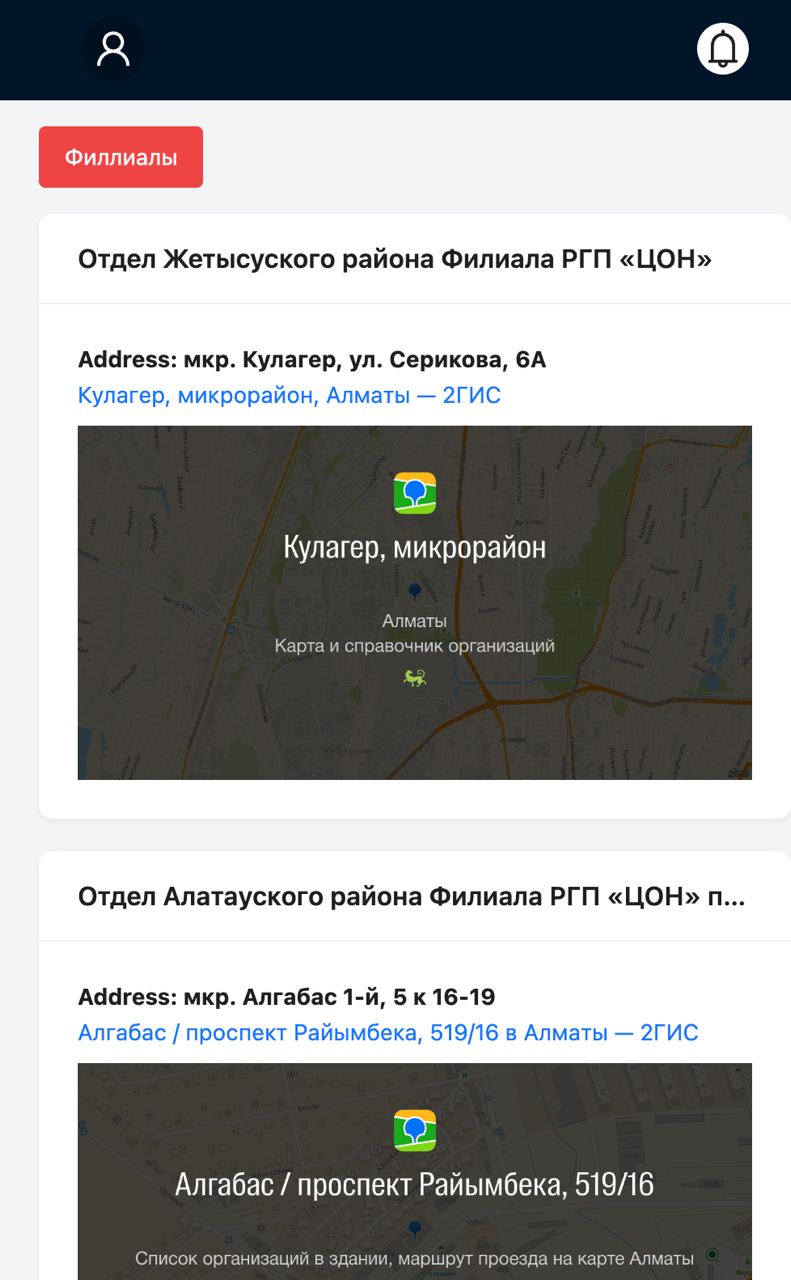 Филлиалы
Отдел Жетысуского района Филиала РГП «ЦОН»
Address: мкр. Кулагер, ул. Серикова, 6А
Кулагер, микрорайон, Алматы — 2ГИС
Кулагер, микрорайон
Алматы
Карта и справочник организаций
Отдел Алатауского района Филиала РГП «ЦОН» п...
Address: мкр. Алгабас 1-й, 5 к 16-19
Алгабас / проспект Райымбека, 519/16 в Алматы — 2ГИС
Алгабас / проспект Райымбека, 519/16
Список организаций в здании, маршрут проезда на карте Алматы